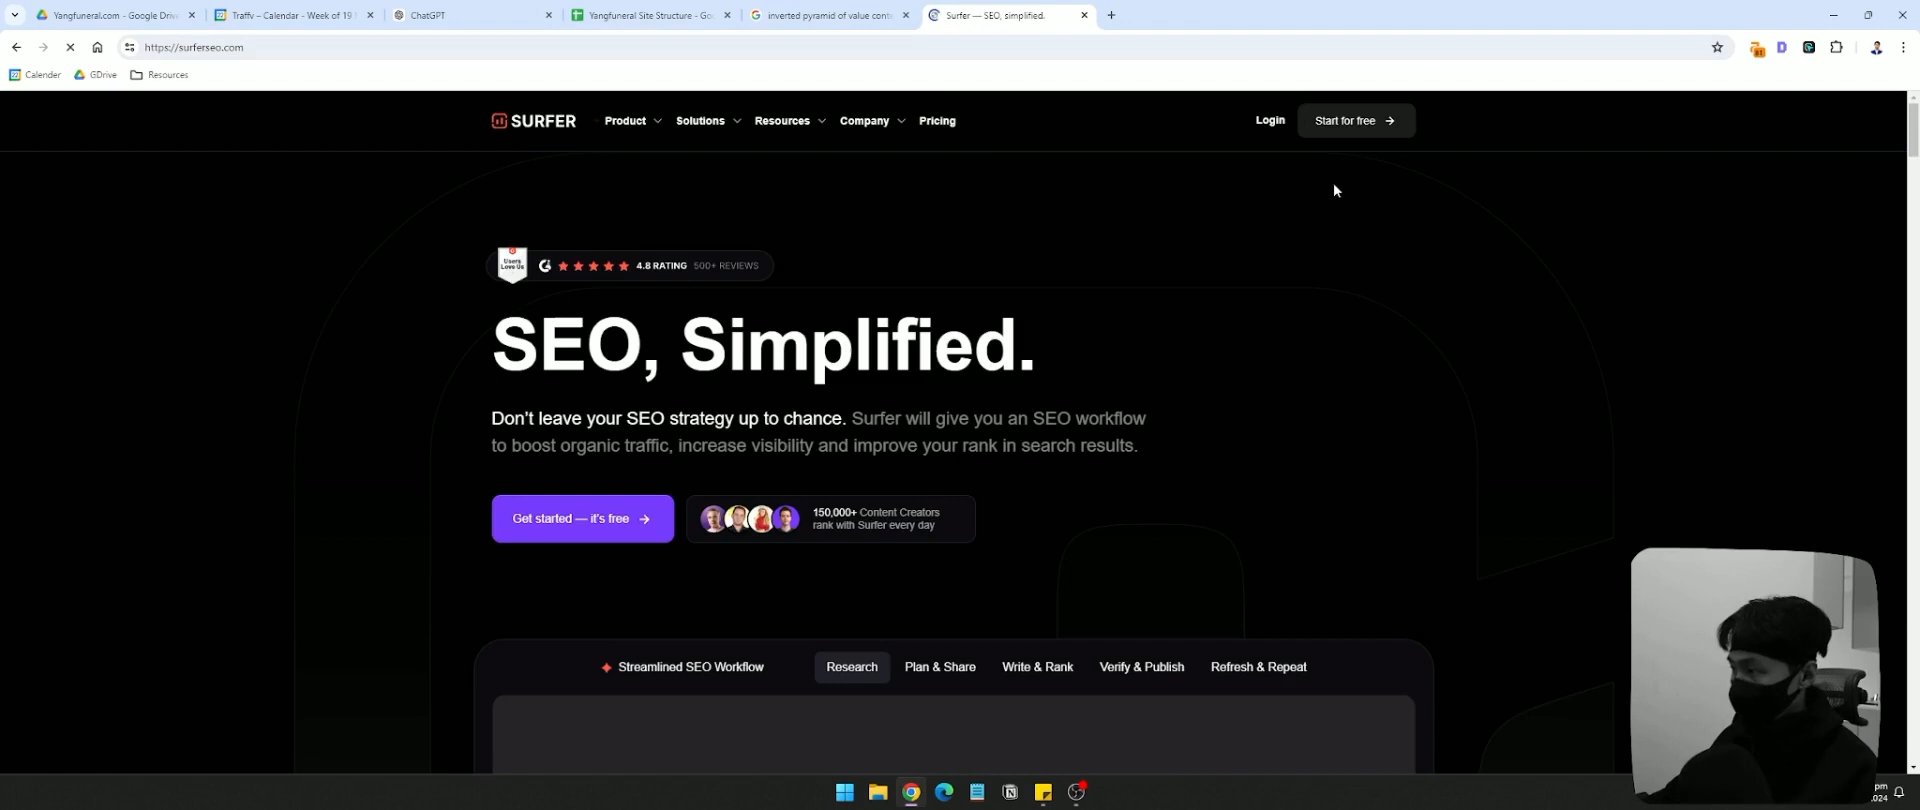 Yangfuneral.com - Google Driv
Traffv – Calendar - Week of 19
ChatGPT
Yangfuneral Site Structure - Go
inverted pyramid of value conte
Surfer — SEO, simplified.
https://surferseo.com
Calender
GDrive
Resources
SURFER
Product
Solutions
Resources
Company
Pricing
Login
Start for free
Users
Love Us
4.8 RATING 500+ REVIEWS
SEO, Simplified.
Don't leave your SEO strategy up to chance. Surfer will give you an SEO workflow
to boost organic traffic, increase visibility and improve your rank in search results.
Get started — it's free
150,000+ Content Creators
rank with Surfer every day
Streamlined SEO Workflow
Research
Plan & Share
Write & Rank
Verify & Publish
Refresh & Repeat
pm
024